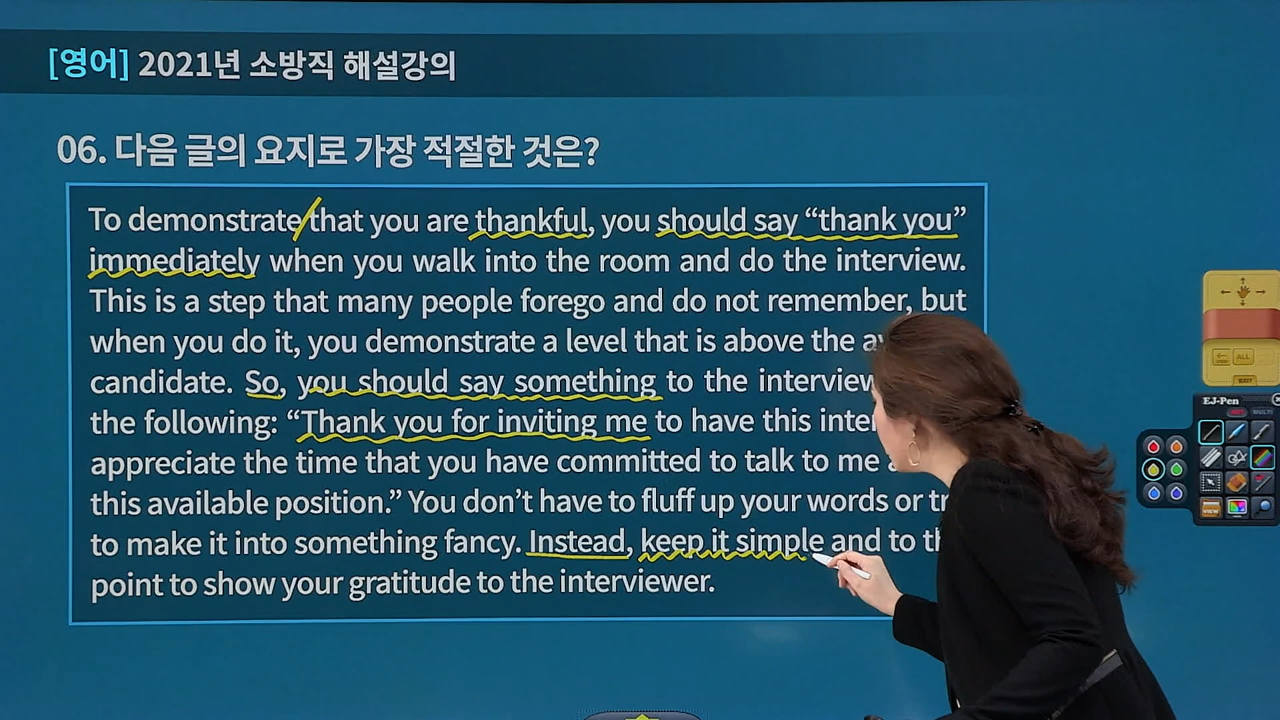 [영어] 2021년 소방직 해설강의
06. 다음 글의 요지로 가장 적절한 것은?
To demonstrate that you are thankful, you should say “thank you”
immediately when you walk into the room and do the interview.
This is a step that many people forego and do not remember, but
when you do it, you demonstrate a level that is above the
candidate. So, you should say something to the
the following: “Thank you for inviting me to have this
appreciate the time that you have committed to talk to me
this available position.” You don’t have to fluff up your words or
to make it into something fancy. Instead, keep it simple and to
point to show your gratitude to the interviewer.
EJ-Pen
MULTI
ALL
EXIT
VIEW